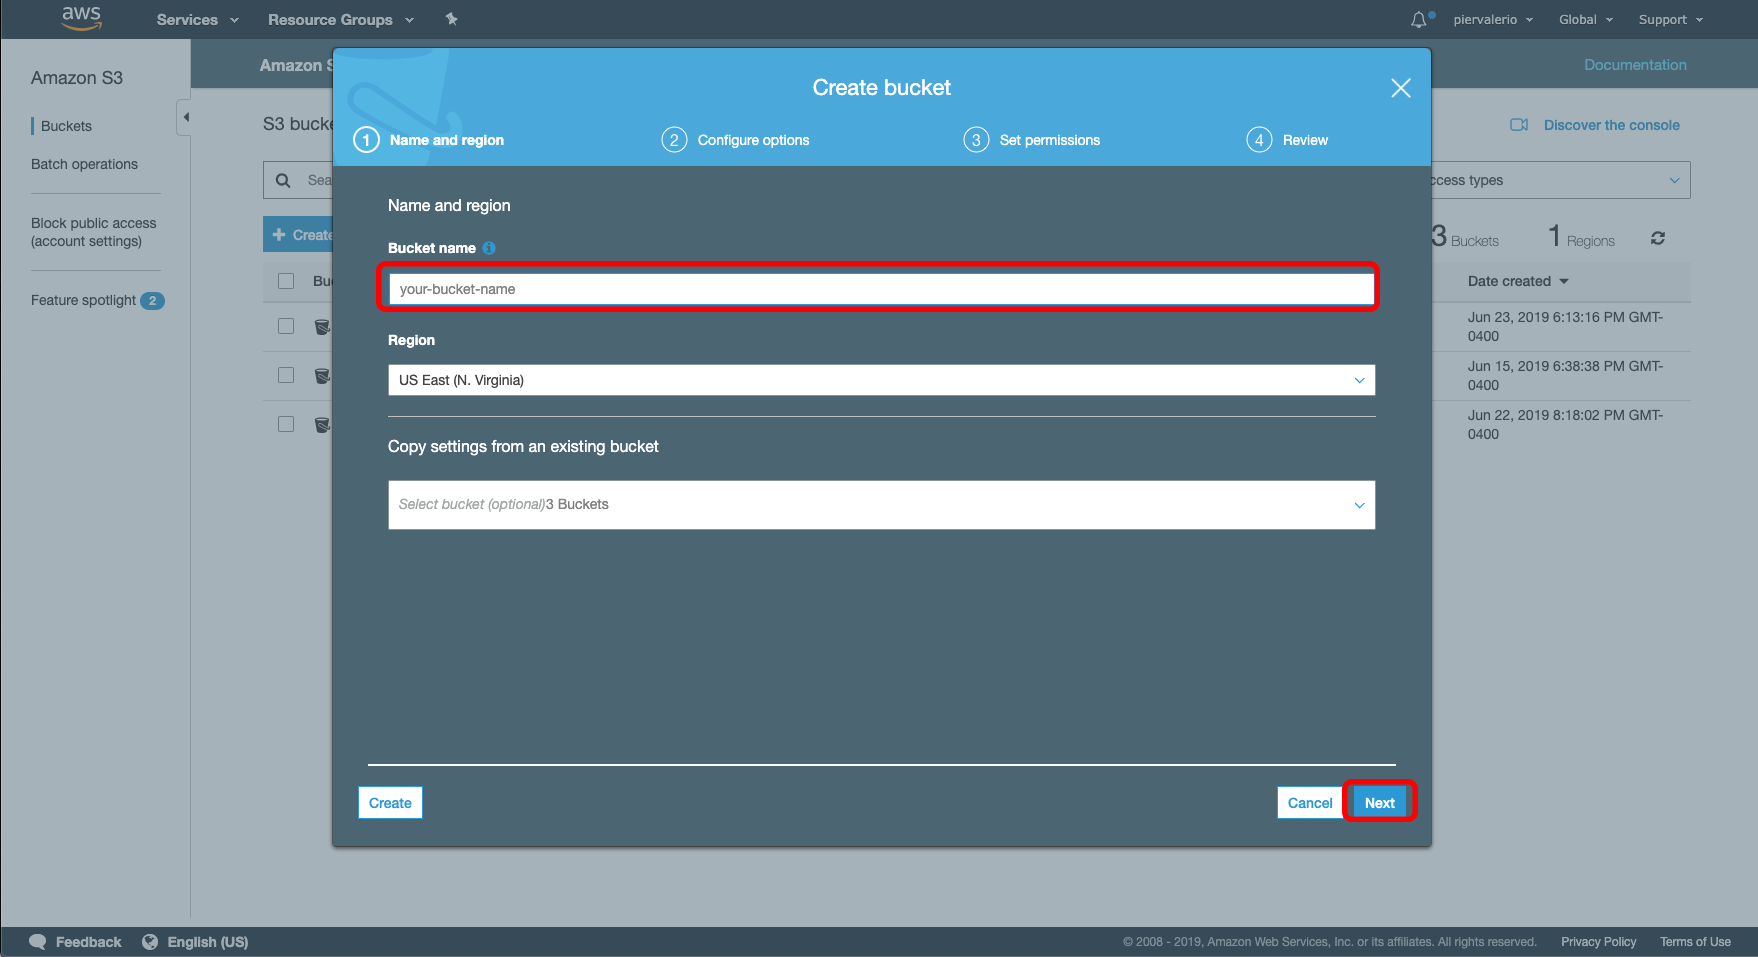 aws Services Resource Groups piervalerio Global Support
Amazon S3
Buckets
Batch operations
Block public access
(account settings)
Feature spotlight 2
Amazon S
Documentation
S3 bucke
Discover the console
Sea
ccess types
Create
3 Buckets 1 Regions
Bu
Date created
Jun 23, 2019 6:13:16 PM GMT-
0400
Jun 15, 2019 6:38:38 PM GMT-
0400
Jun 22, 2019 8:18:02 PM GMT-
0400
Create bucket
1 Name and region 2 Configure options 3 Set permissions 4 Review
Name and region
Bucket name
your-bucket-name
Region
US East (N. Virginia)
Copy settings from an existing bucket
Select bucket (optional)3 Buckets
Create Cancel Next
Feedback English (US) © 2008 - 2019, Amazon Web Services, Inc. or its affiliates. All rights reserved. Privacy Policy Terms of Use